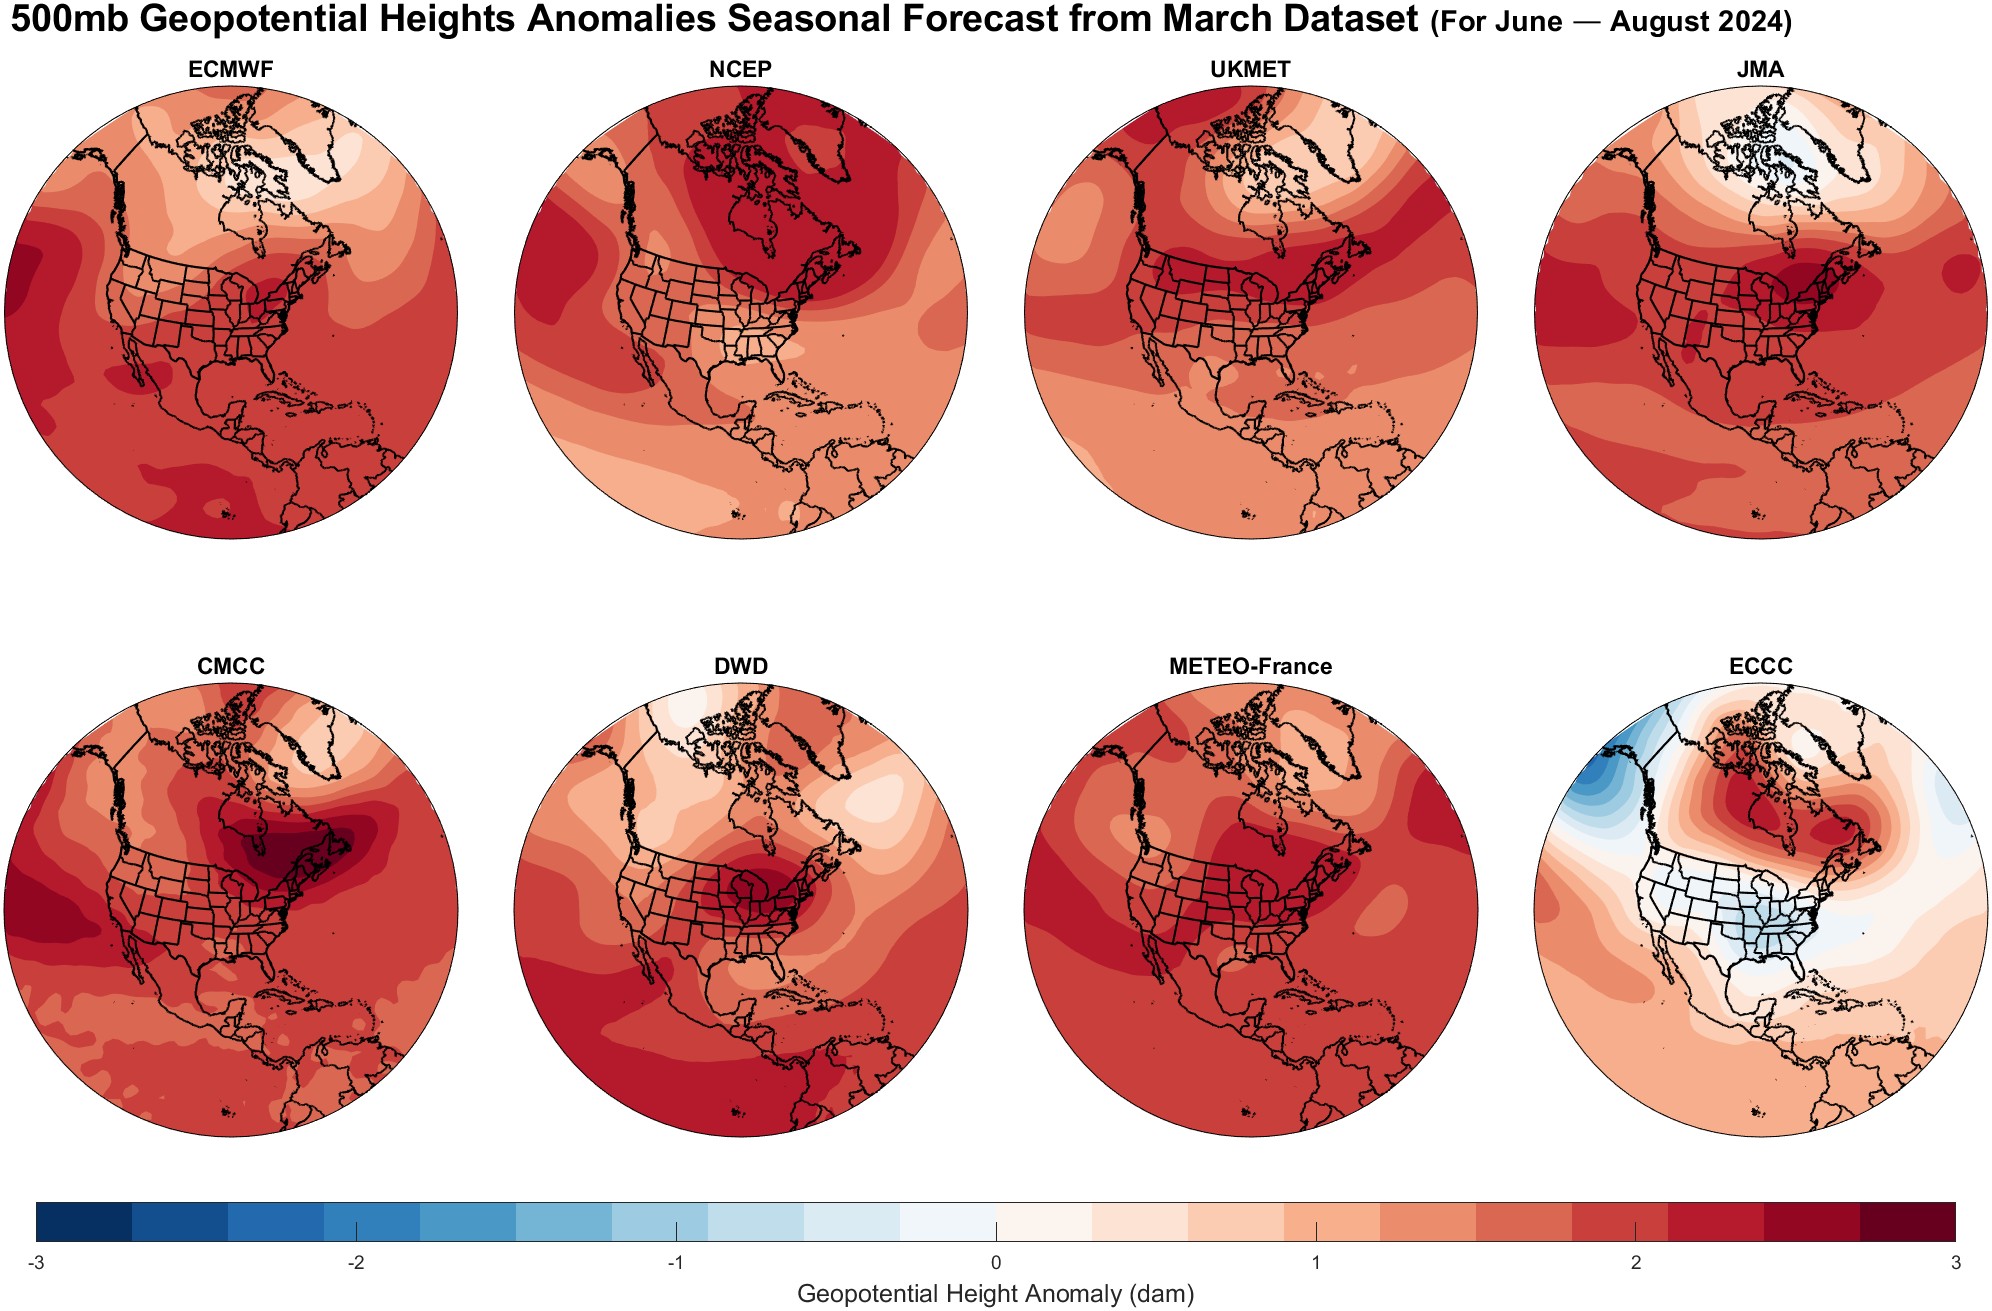 500mb Geopotential Heights Anomalies Seasonal Forecast from March Dataset (For June — August 2024)
ECMWF
NCEP
UKMET
JMA
CMCC
DWD
METEO-France
ECCC
-3
-2
-1
0
1
2
3
Geopotential Height Anomaly (dam)